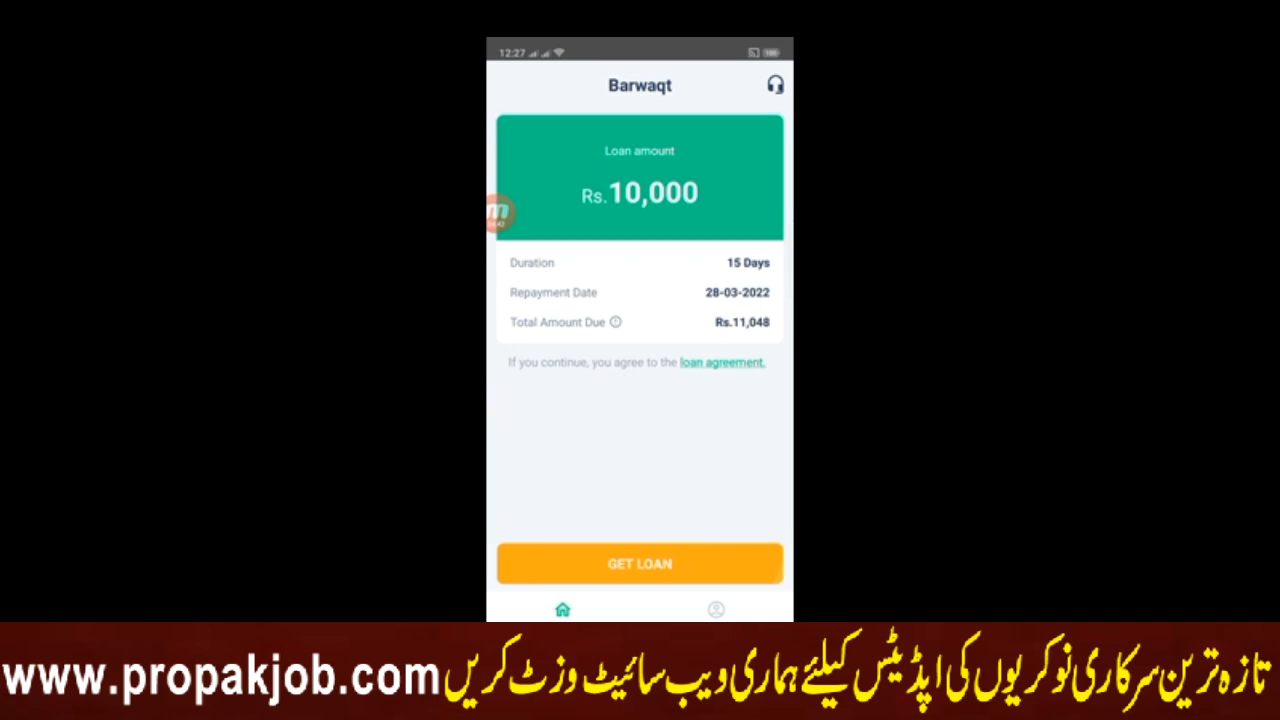 12:27
Barwaqt
Loan amount
Rs.10,000
Duration 15 Days
Repayment Date 28-03-2022
Total Amount Due Rs.11,048
If you continue, you agree to the loan agreement.
GET LOAN
www.propakjob.com تازہ ترین سرکاری نوکریوں کی اپڈیٹس کیلئے ہماری ویب سائیٹ وزٹ کریں